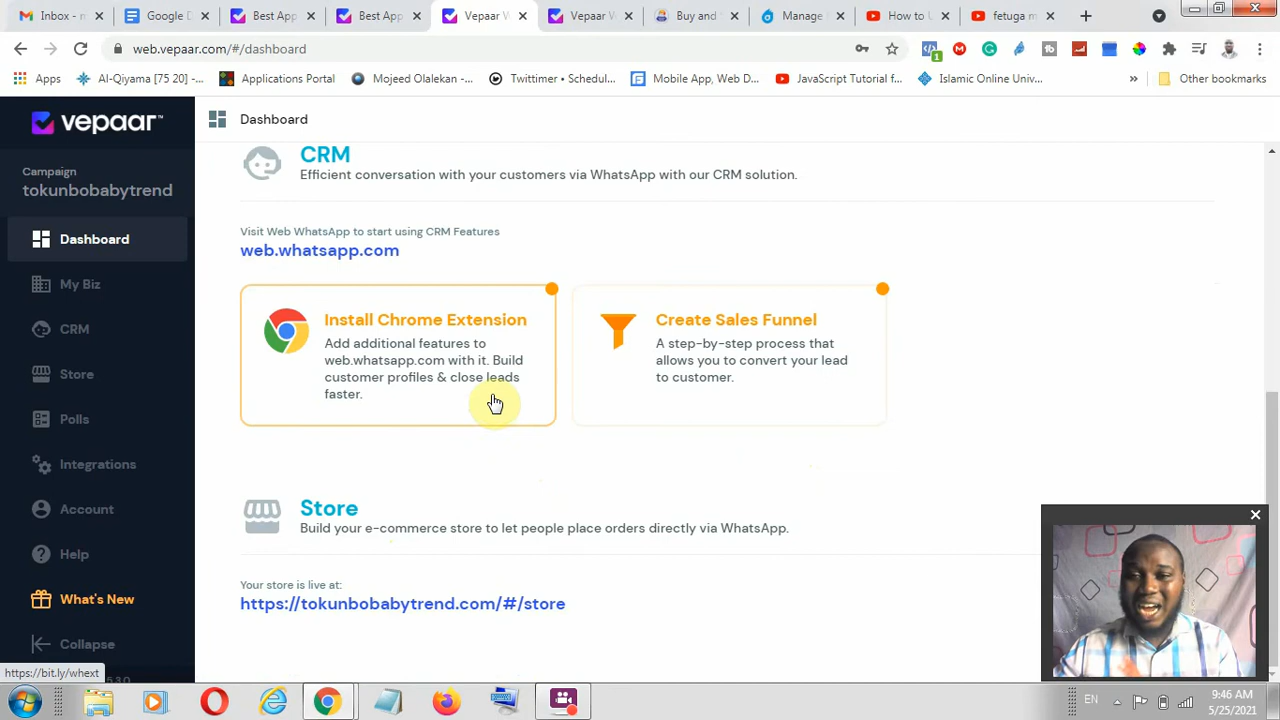 Inbox - m
Google D
Best App
Best App
Vepaar W
Vepaar W
Buy and
Manage
How to U
fetuga m
web.vepaar.com/#/dashboard
1
Apps
Al-Qiyama [75 20] -...
Applications Portal
Mojeed Olalekan -...
Twittimer • Schedul...
Mobile App, Web D...
JavaScript Tutorial f...
Islamic Online Univ...
»
Other bookmarks
vepaar™
Dashboard
Campaign
tokunbobabytrend
Dashboard
My Biz
CRM
Store
Polls
Integrations
Account
Help
What's New
Collapse
CRM
Efficient conversation with your customers via WhatsApp with our CRM solution.
Visit Web WhatsApp to start using CRM Features
web.whatsapp.com
Install Chrome Extension
Add additional features to
web.whatsapp.com with it. Build
customer profiles & close leads
faster.
Create Sales Funnel
A step-by-step process that
allows you to convert your lead
to customer.
Store
Build your e-commerce store to let people place orders directly via WhatsApp.
Your store is live at:
https://tokunbobabytrend.com/#/store
https://bit.ly/whext
EN
9:46 AM
5/25/2021